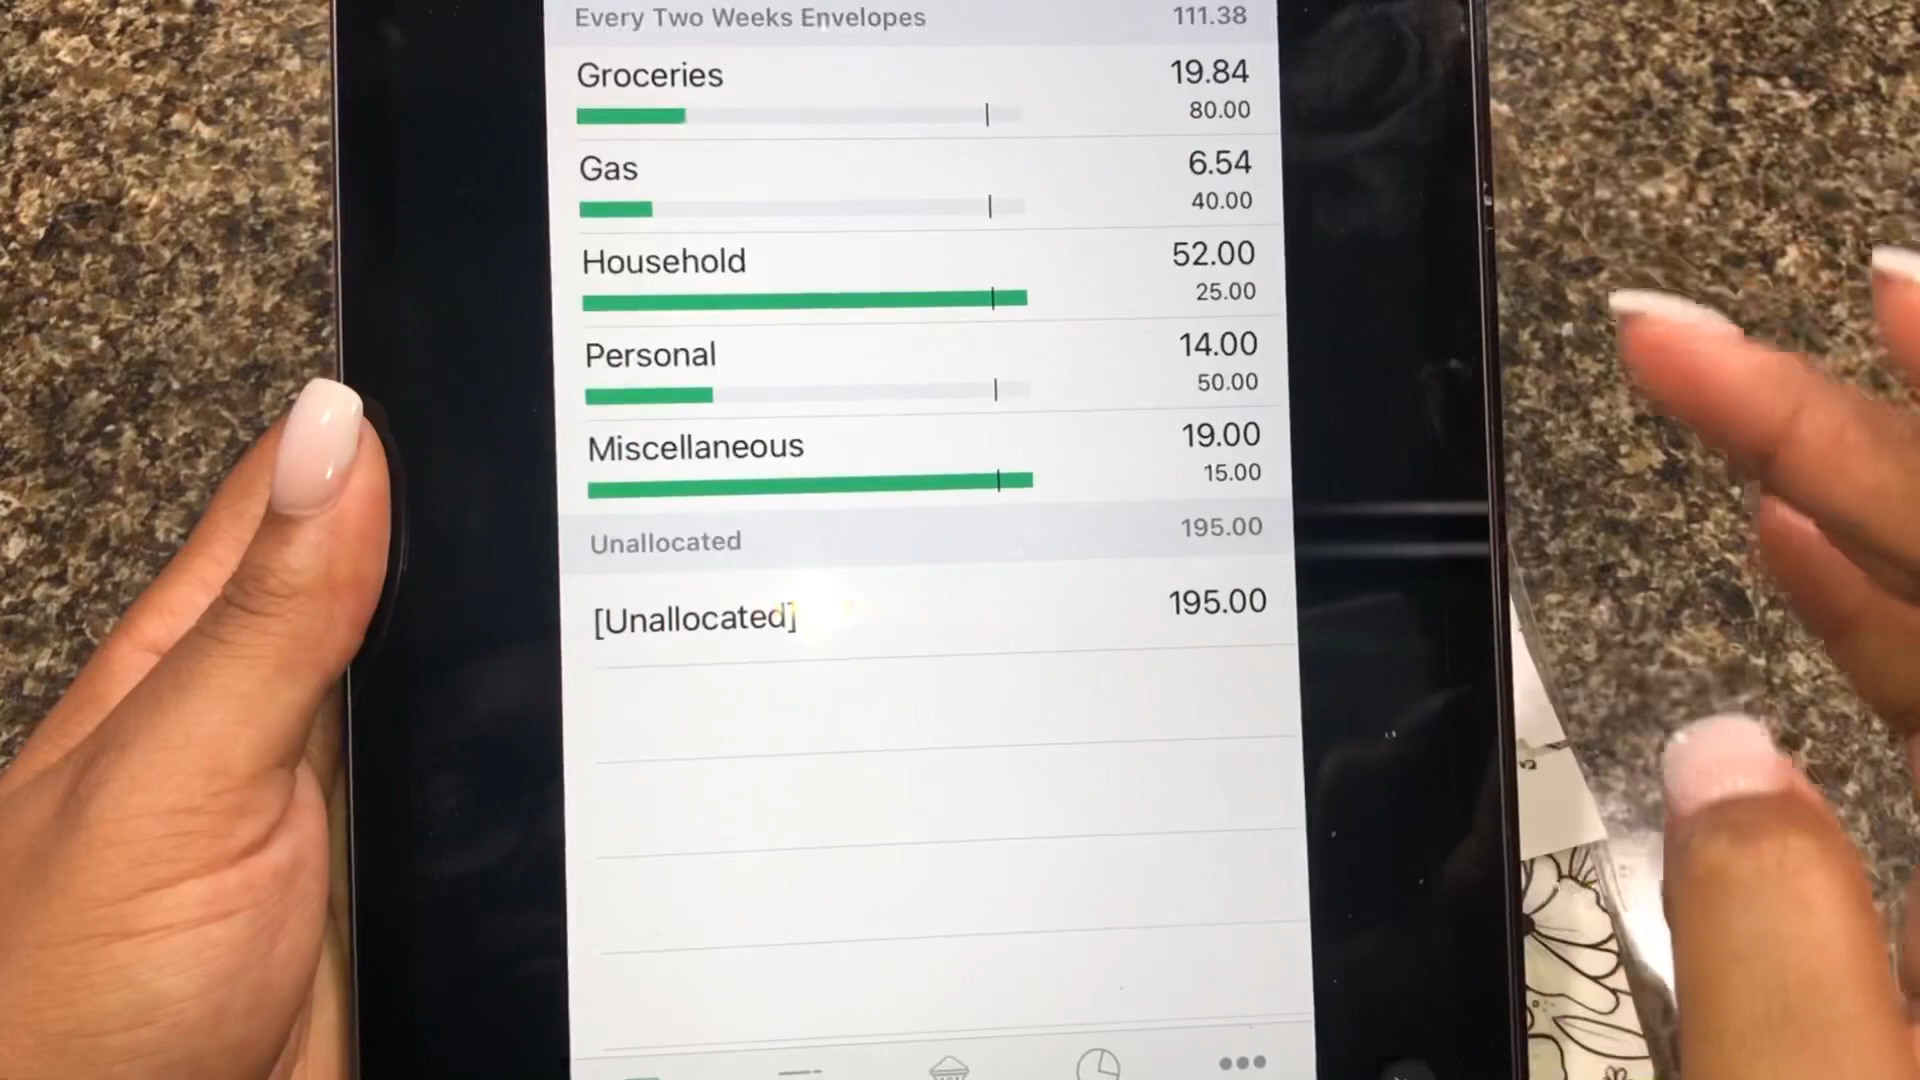 Every Two Weeks Envelopes 111.38
Groceries 19.84
80.00
Gas 6.54
40.00
Household 52.00
25.00
Personal 14.00
50.00
Miscellaneous 19.00
15.00
Unallocated 195.00
[Unallocated] 195.00